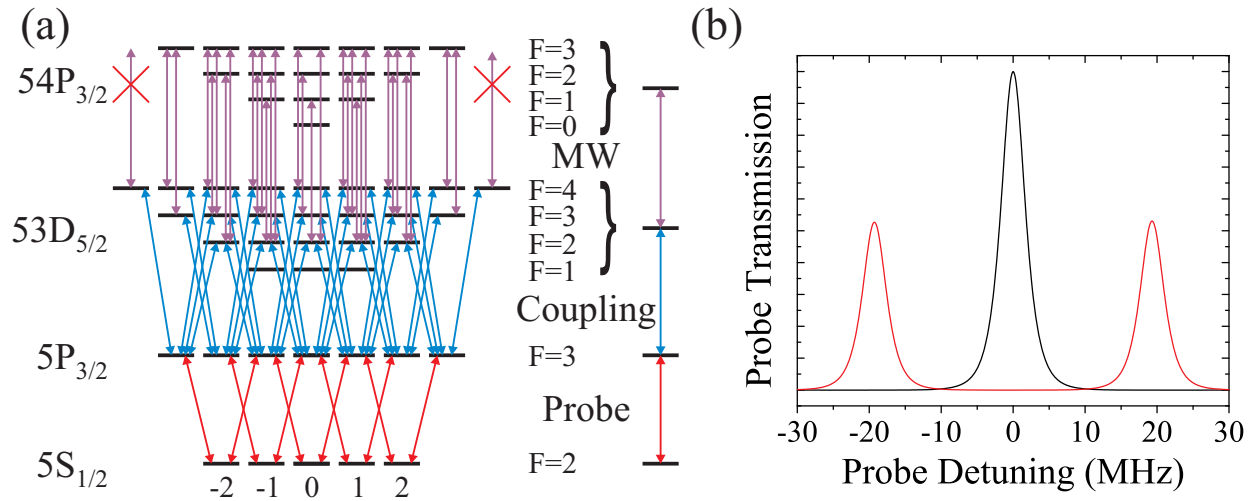 (a)
54P3/2
F=3
F=2
F=1
F=0
MW
53D5/2
F=4
F=3
F=2
F=1
Coupling
5P3/2
F=3
Probe
5S1/2
F=2
-2 -1 0 1 2
(b)
Probe Transmission
-30 -20 -10 0 10 20 30
Probe Detuning (MHz)